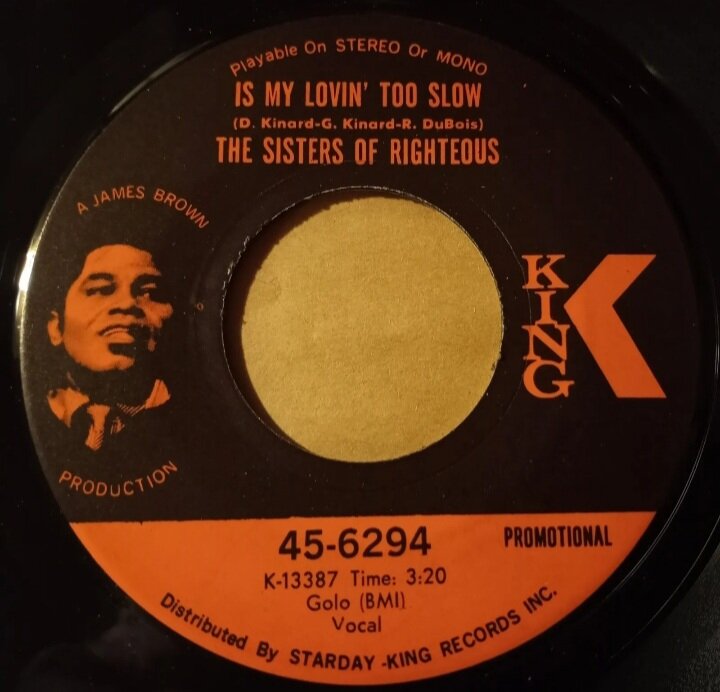 Playable On STEREO Or MONO
IS MY LOVIN' TOO SLOW
(D. Kinard-G. Kinard-R. DuBois)
THE SISTERS OF RIGHTEOUS
A JAMES BROWN
PRODUCTION
KING
45-6294
PROMOTIONAL
K-13387 Time: 3:20
Golo (BMI)
Vocal
Distributed By STARDAY-KING RECORDS INC.